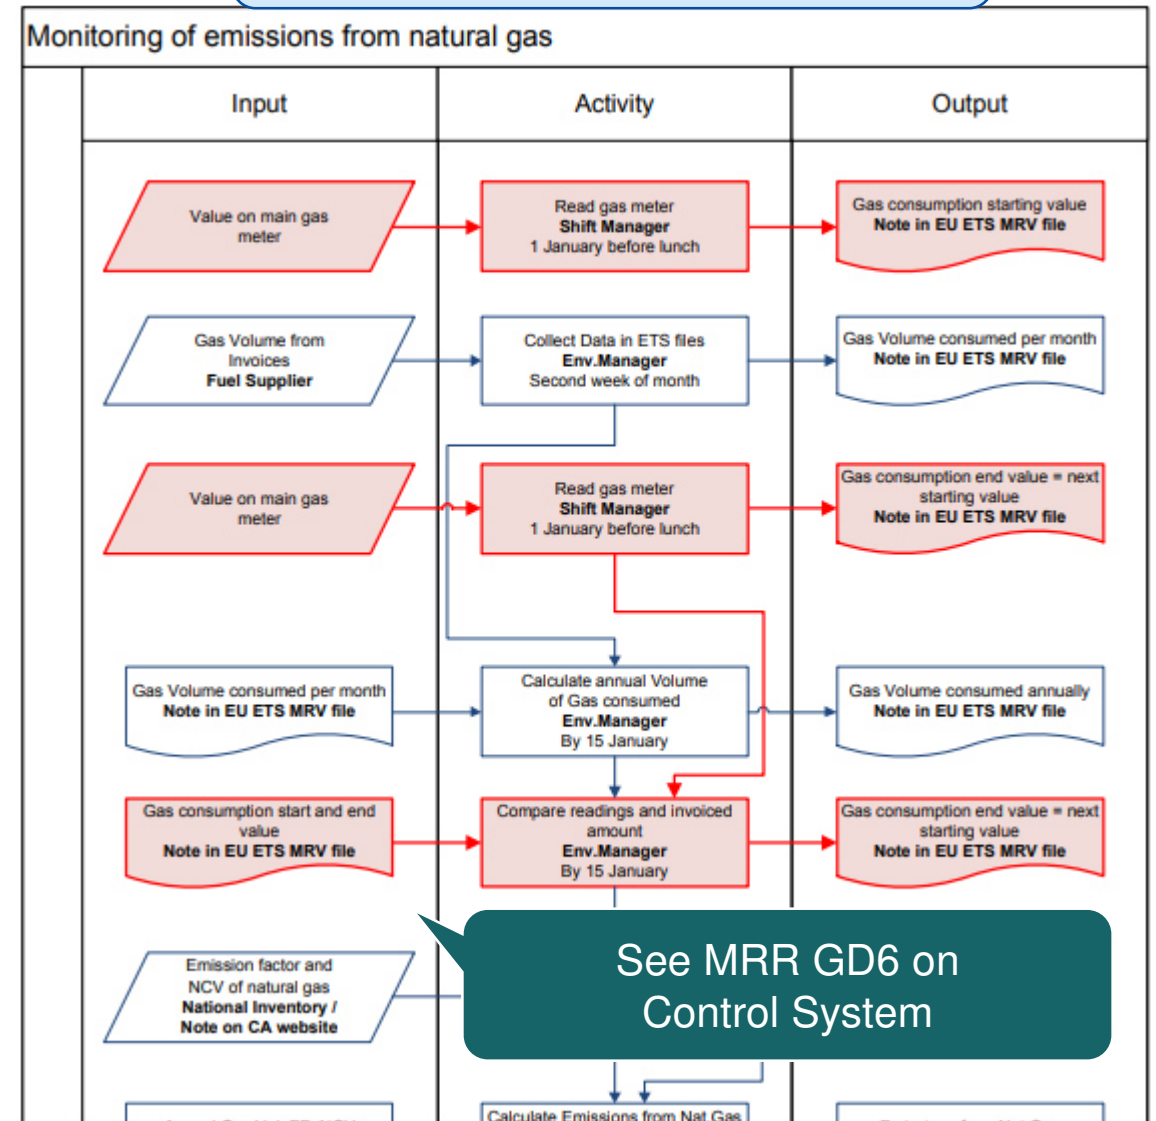 Monitoring of emissions from natural gas
Input
Activity
Output
Value on main gas
meter
Read gas meter
Shift Manager
1 January before lunch
Gas consumption starting value
Note in EU ETS MRV file
Gas Volume from
Invoices
Fuel Supplier
Collect Data in ETS files
Env.Manager
Second week of month
Gas Volume consumed per month
Note in EU ETS MRV file
Value on main gas
meter
Read gas meter
Shift Manager
1 January before lunch
Gas consumption end value = next
starting value
Note in EU ETS MRV file
Gas Volume consumed per month
Note in EU ETS MRV file
Calculate annual Volume
of Gas consumed
Env.Manager
By 15 January
Gas Volume consumed annually
Note in EU ETS MRV file
Gas consumption start and end
value
Note in EU ETS MRV file
Compare readings and invoiced
amount
Env.Manager
By 15 January
Gas consumption end value = next
starting value
Note in EU ETS MRV file
Emission factor and
NCV of natural gas
National Inventory /
Note on CA website
See MRR GD6 on
Control System
Calculate Emissions from Nat Gas